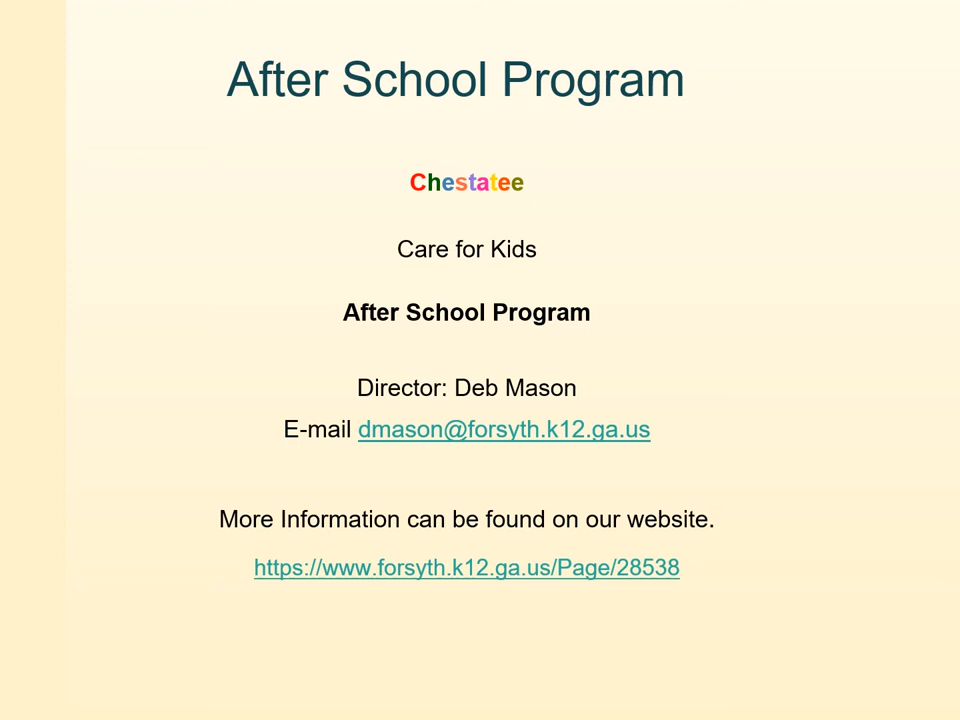 After School Program
Chestatee
Care for Kids
After School Program
Director: Deb Mason
E-mail dmason@forsyth.k12.ga.us
More Information can be found on our website.
https://www.forsyth.k12.ga.us/Page/28538